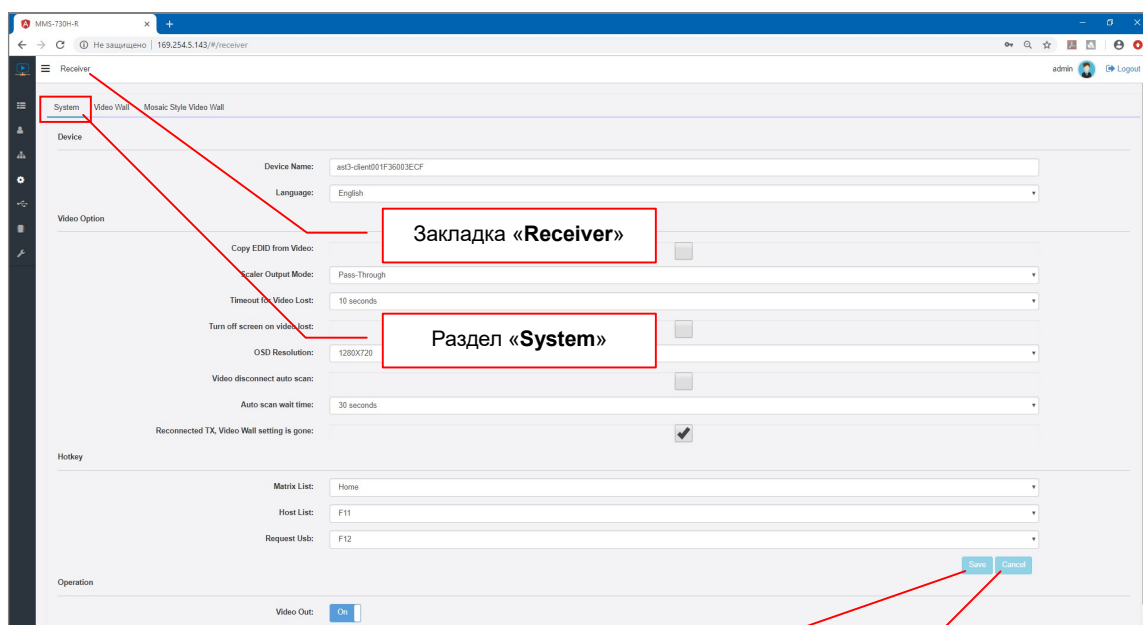 MMS-730H-R
Не защищено | 169.254.5.143/#/receiver
Receiver
admin Logout
System Video Wall Mosaic Style Video Wall
Device
Device Name: ast3-client001F36003ECF
Language: English
Video Option
Закладка «Receiver»
Copy EDID from Video:
Scaler Output Mode: Pass-Through
Timeout for Video Lost: 10 seconds
Turn off screen on video lost:
Раздел «System»
OSD Resolution: 1280X720
Video disconnect auto scan:
Auto scan wait time: 30 seconds
Reconnected TX, Video Wall setting is gone:
Hotkey
Matrix List: Home
Host List: F11
Request Usb: F12
Save Cancel
Operation
Video Out: On